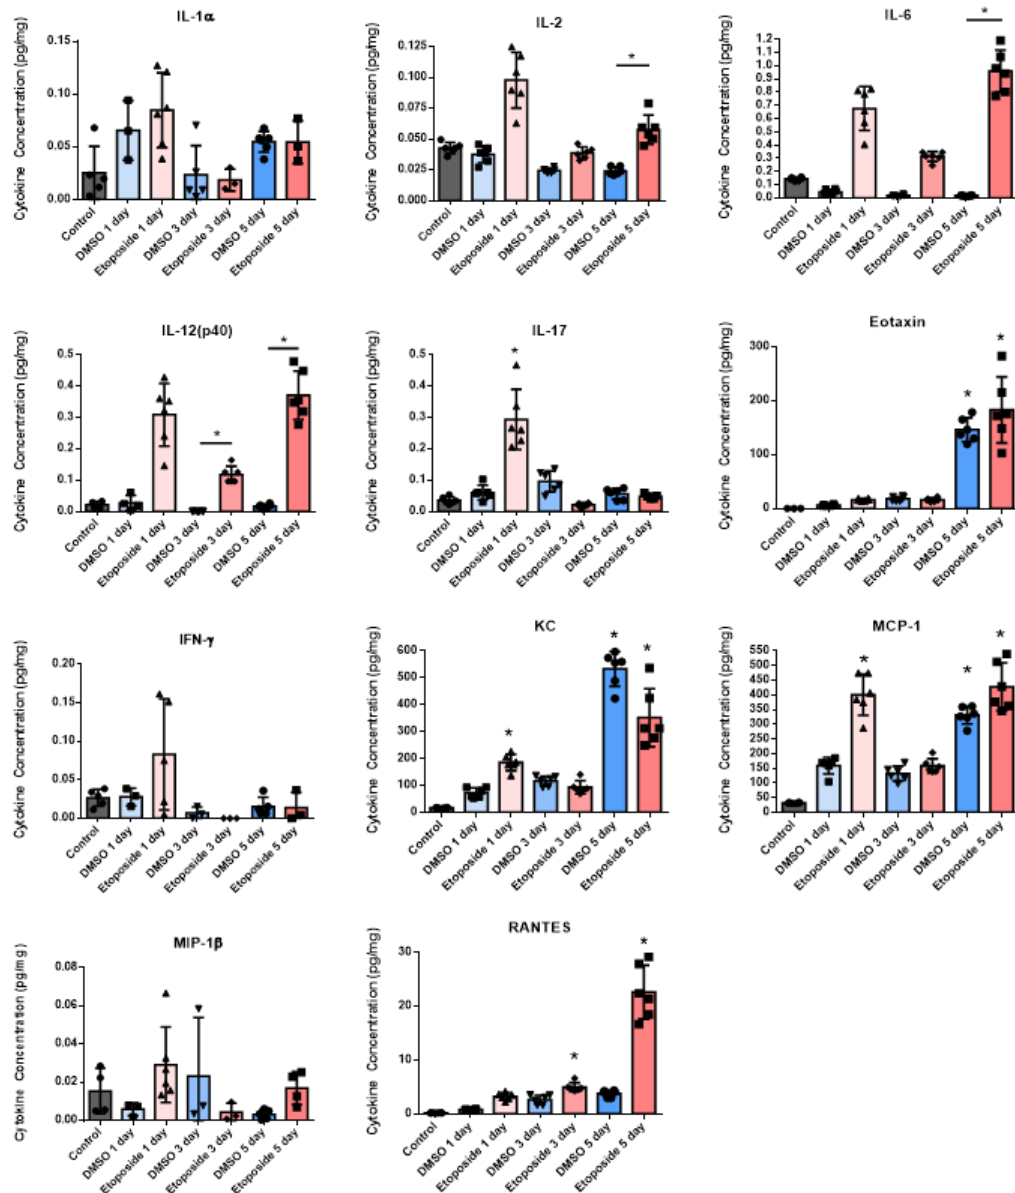 IL-1α
Cytokine Concentration (pg/mg)
0.15
0.10
0.05
0.00
Control
DMSO 1 day
Etoposide 1 day
DMSO 3 day
Etoposide 3 day
DMSO 5 day
Etoposide 5 day
IL-2
Cytokine Concentration (pg/mg)
0.125
0.100
0.075
0.050
0.025
0.000
*
Control
DMSO 1 day
Etoposide 1 day
DMSO 3 day
Etoposide 3 day
DMSO 5 day
Etoposide 5 day
IL-6
Cytokine Concentration (pg/mg)
1.2
1.1
1.0
0.9
0.8
0.7
0.6
0.5
0.4
0.3
0.2
0.1
0.0
*
Control
DMSO 1 day
Etoposide 1 day
DMSO 3 day
Etoposide 3 day
DMSO 5 day
Etoposide 5 day
IL-12(p40)
Cytokine Concentration (pg/mg)
0.5
0.4
0.3
0.2
0.1
0.0
*
*
Control
DMSO 1 day
Etoposide 1 day
DMSO 3 day
Etoposide 3 day
DMSO 5 day
Etoposide 5 day
IL-17
Cytokine Concentration (pg/mg)
0.5
0.4
0.3
0.2
0.1
0.0
*
Control
DMSO 1 day
Etoposide 1 day
DMSO 3 day
Etoposide 3 day
DMSO 5 day
Etoposide 5 day
Eotaxin
Cytokine Concentration (pg/mg)
300
200
100
0
*
*
Control
DMSO 1 day
Etoposide 1 day
DMSO 3 day
Etoposide 3 day
DMSO 5 day
Etoposide 5 day
IFN-γ
Cytokine Concentration (pg/mg)
0.20
0.15
0.10
0.05
0.00
Control
DMSO 1 day
Etoposide 1 day
DMSO 3 day
Etoposide 3 day
DMSO 5 day
Etoposide 5 day
KC
Cytokine Concentration (pg/mg)
600
500
400
300
200
100
0
*
*
*
Control
DMSO 1 day
Etoposide 1 day
DMSO 3 day
Etoposide 3 day
DMSO 5 day
Etoposide 5 day
MCP-1
Cytokine Concentration (pg/mg)
550
500
450
400
350
300
250
200
150
100
50
0
*
*
*
Control
DMSO 1 day
Etoposide 1 day
DMSO 3 day
Etoposide 3 day
DMSO 5 day
Etoposide 5 day
MIP-1β
Cytokine Concentration (pg/mg)
0.08
0.06
0.04
0.02
0.00
Control
DMSO 1 day
Etoposide 1 day
DMSO 3 day
Etoposide 3 day
DMSO 5 day
Etoposide 5 day
RANTES
Cytokine Concentration (pg/mg)
30
20
10
0
*
*
Control
DMSO 1 day
Etoposide 1 day
DMSO 3 day
Etoposide 3 day
DMSO 5 day
Etoposide 5 day